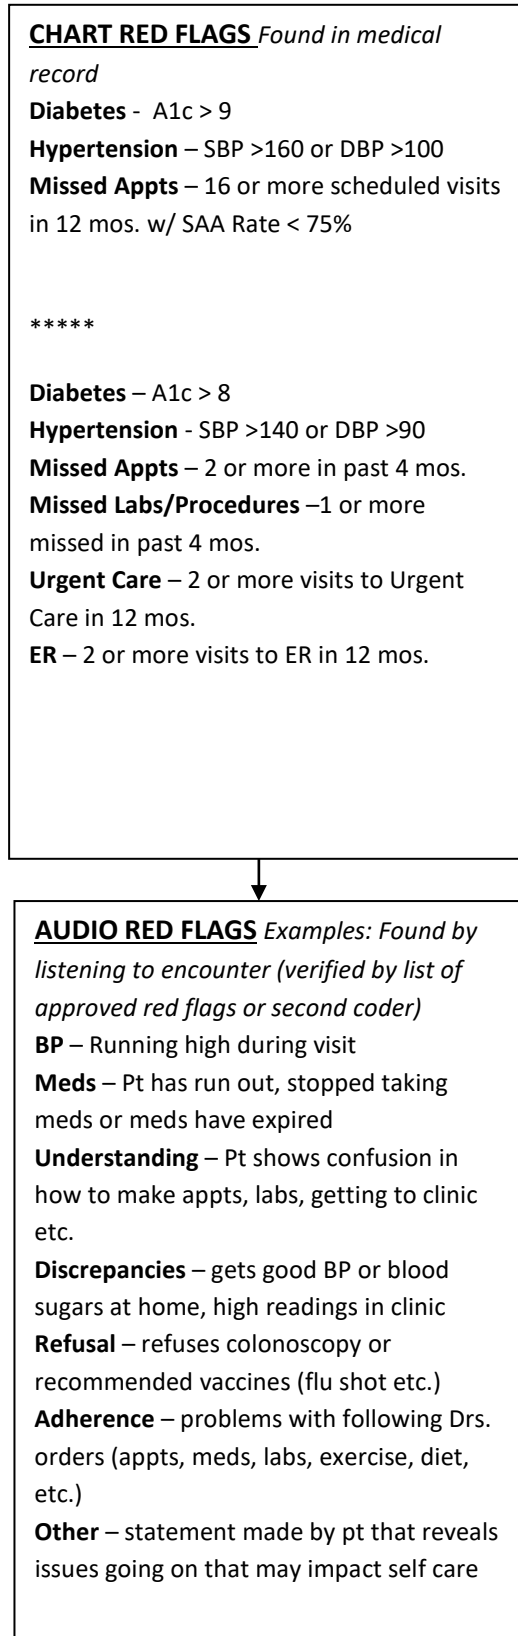 CHART RED FLAGS Found in medical
record
Diabetes - A1c > 9
Hypertension – SBP >160 or DBP >100
Missed Appts – 16 or more scheduled visits
in 12 mos. w/ SAA Rate < 75%
*****
Diabetes – A1c > 8
Hypertension - SBP >140 or DBP >90
Missed Appts – 2 or more in past 4 mos.
Missed Labs/Procedures –1 or more
missed in past 4 mos.
Urgent Care – 2 or more visits to Urgent
Care in 12 mos.
ER – 2 or more visits to ER in 12 mos.
AUDIO RED FLAGS Examples: Found by
listening to encounter (verified by list of
approved red flags or second coder)
BP – Running high during visit
Meds – Pt has run out, stopped taking
meds or meds have expired
Understanding – Pt shows confusion in
how to make appts, labs, getting to clinic
etc.
Discrepancies – gets good BP or blood
sugars at home, high readings in clinic
Refusal – refuses colonoscopy or
recommended vaccines (flu shot etc.)
Adherence – problems with following Drs.
orders (appts, meds, labs, exercise, diet,
etc.)
Other – statement made by pt that reveals
issues going on that may impact self care